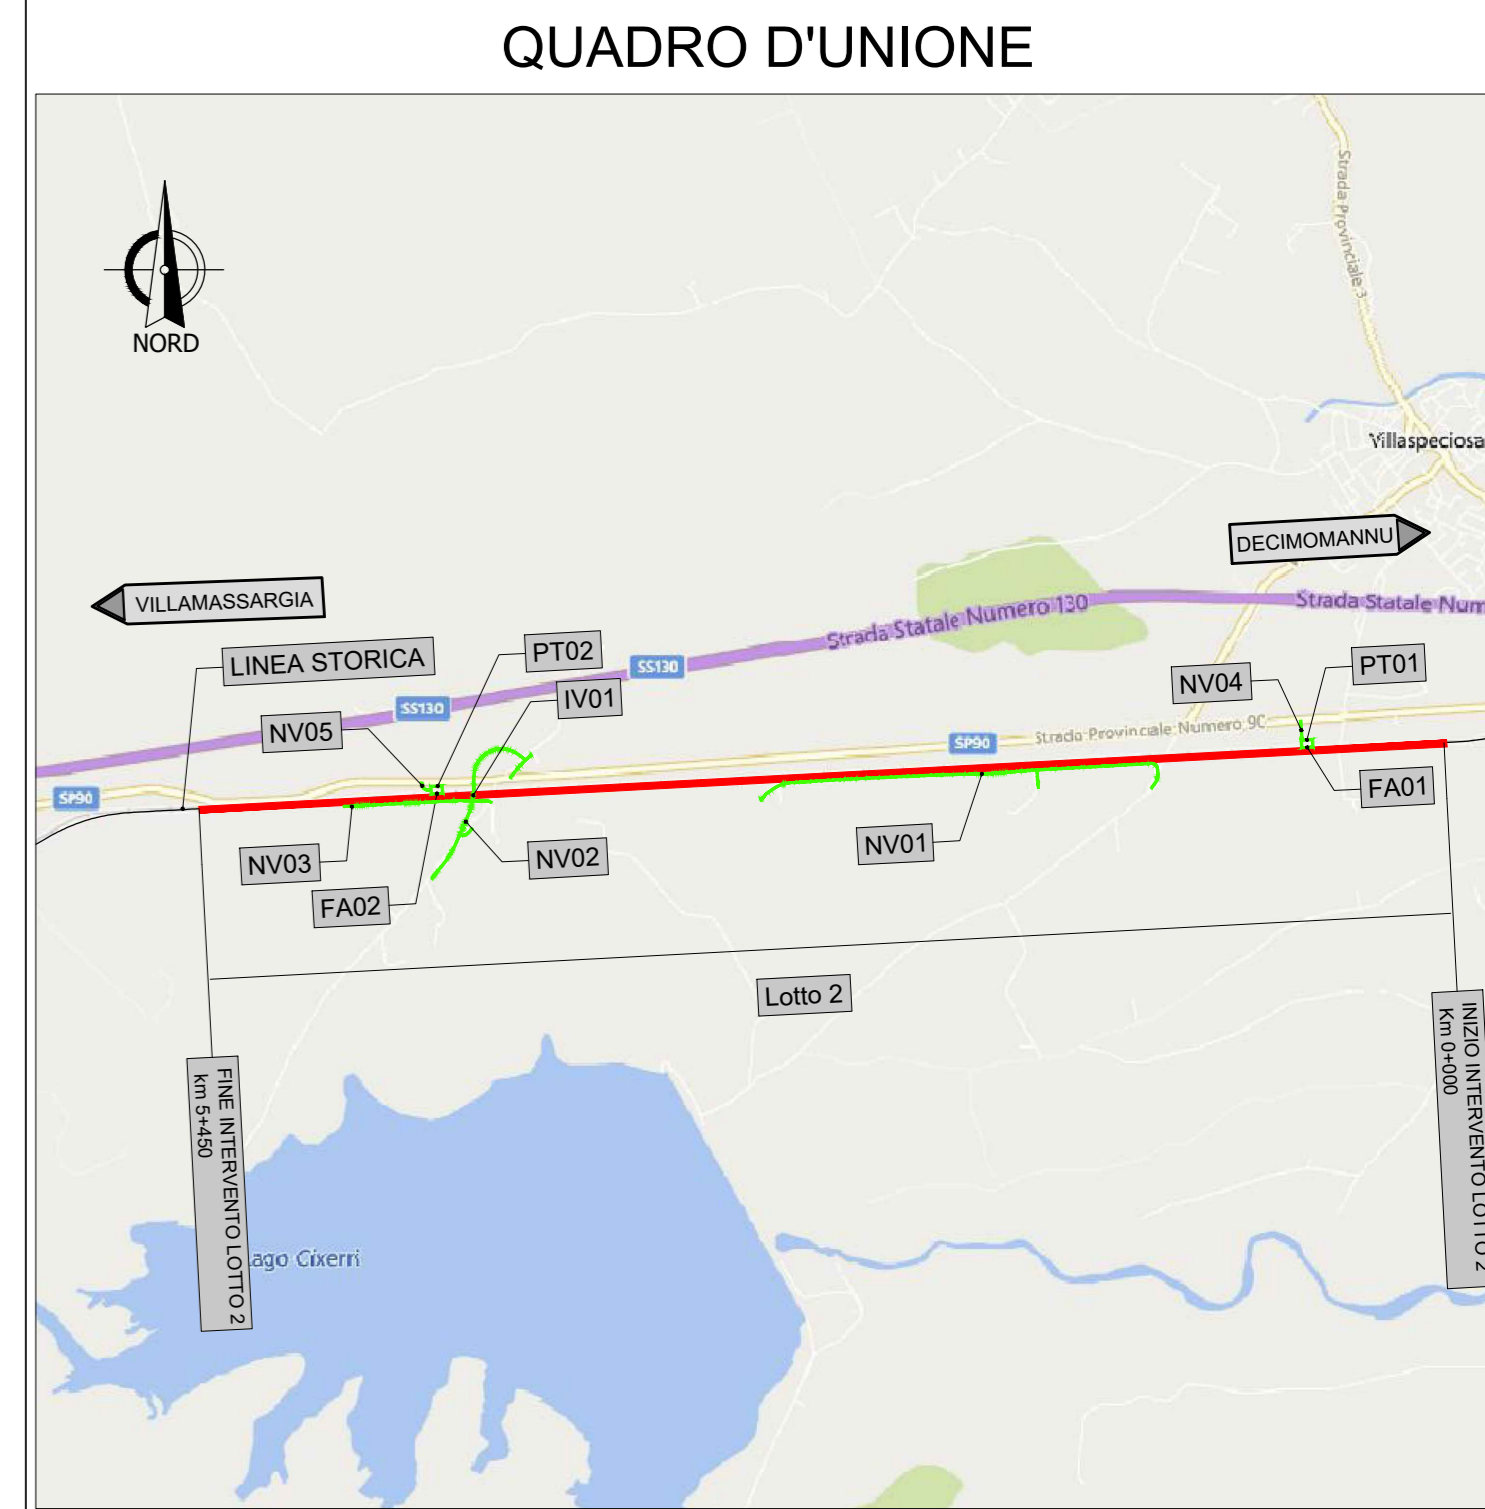 QUADRO D'UNIONE
NORD
Strada Provinciale 3
Villaspeciosa
DECIMOMANNU
VILLAMASSARGIA
Strada Statale Numero 130
Strada Statale Num
LINEA STORICA
PT02
SS130
IV01
SS130
NV05
NV04
PT01
Strada Provinciale Numero 90
SP90
SP90
FA01
NV03
NV02
NV01
FA02
Lotto 2
INIZIO INTERVENTO LOTTO 2
Km 0+000
FINE INTERVENTO LOTTO 2
km 5+450
ago Cixerri